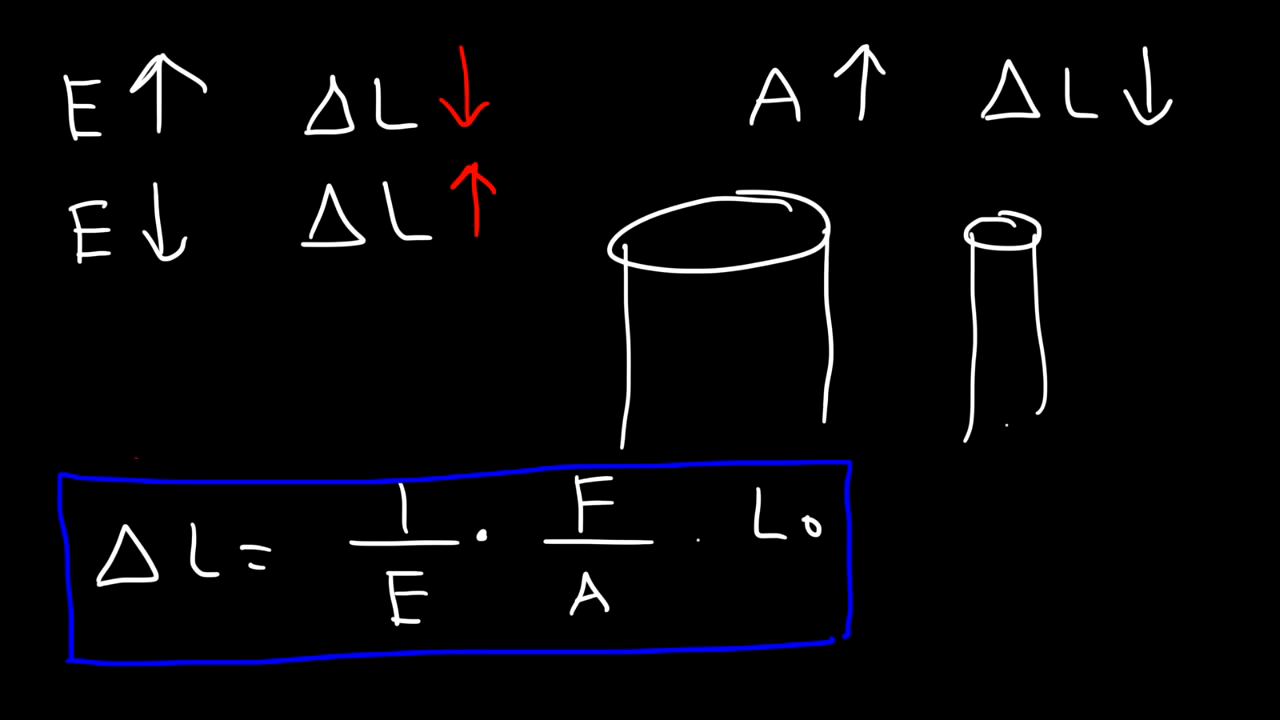 E↑ ΔL↓ A↑ ΔL↓
E↓ ΔL↑
ΔL = 1/E · F/A · L₀